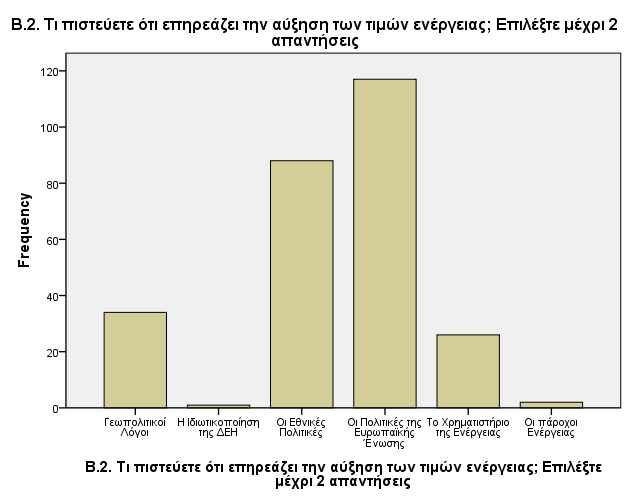 Β.2. Τι πιστεύετε ότι επηρεάζει την αύξηση των τιμών ενέργειας; Επιλέξτε μέχρι 2
απαντήσεις
120
100
80
60
40
20
0
Frequency
Γεωπολιτικοί
Λόγοι
Η Ιδιωτικοποίηση
της ΔΕΗ
Οι Εθνικές
Πολιτικές
Οι Πολιτικές της
Ευρωπαϊκής
Ένωσης
Το Χρηματιστήριο
της Ενέργειας
Οι πάροχοι
Ενέργειας
Β.2. Τι πιστεύετε ότι επηρεάζει την αύξηση των τιμών ενέργειας; Επιλέξτε
μέχρι 2 απαντήσεις